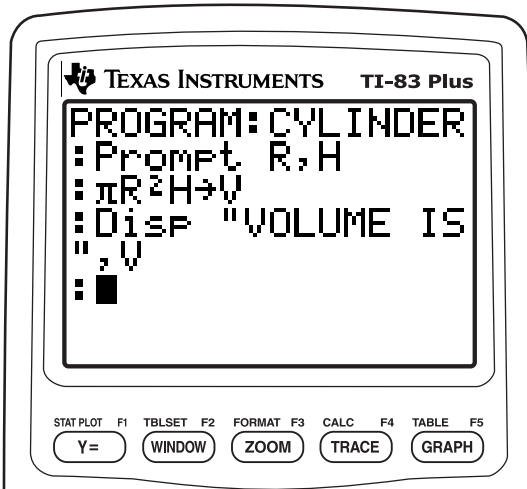 TEXAS INSTRUMENTS TI-83 Plus
PROGRAM:CYLINDER
:Prompt R,H
:πR²H→V
:Disp "VOLUME IS
",V
:
STAT PLOT F1 TBLSET F2 FORMAT F3 CALC F4 TABLE F5
Y= WINDOW ZOOM TRACE GRAPH